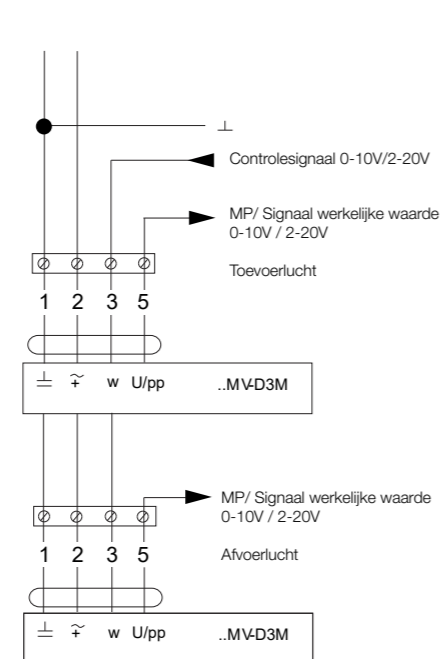 ⊥
Controlesignaal 0-10V/2-20V
MP/ Signaal werkelijke waarde
0-10V / 2-20V
Toevoerlucht
1 2 3 5
⊥ ~+ w U/pp ..MV-D3M
MP/ Signaal werkelijke waarde
0-10V / 2-20V
Afvoerlucht
1 2 3 5
⊥ ~+ w U/pp ..MV-D3M